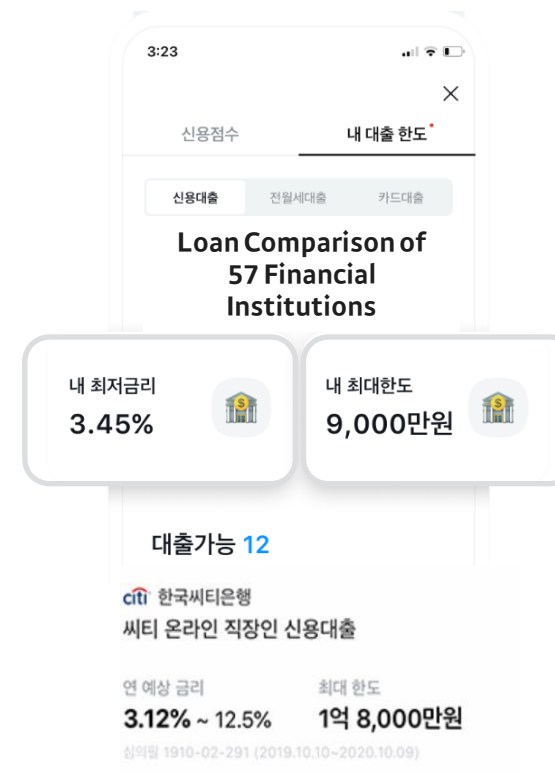 3:23
신용점수 내 대출 한도
신용대출 전월세대출 카드대출
Loan Comparison of
57 Financial
Institutions
내 최저금리
3.45%
내 최대한도
9,000만원
대출가능 12
citi 한국씨티은행
씨티 온라인 직장인 신용대출
연 예상 금리 최대 한도
3.12% ~ 12.5% 1억 8,000만원
심의필 1910-02-291 (2019.10.10~2020.10.09)